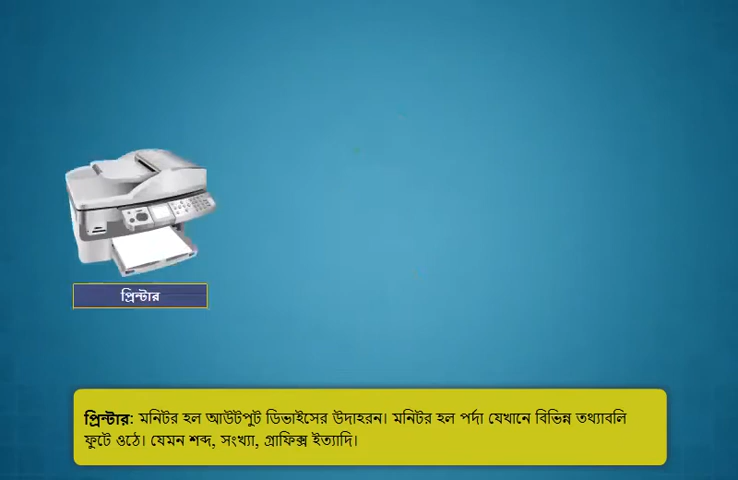 প্রিন্টার
প্রিন্টার: মনিটর হল আউটপুট ডিভাইসের উদাহরন। মনিটর হল পর্দা যেখানে বিভিন্ন তথ্যাবলি
ফুটে ওঠে। যেমন শব্দ, সংখ্যা, গ্রাফিক্স ইত্যাদি।